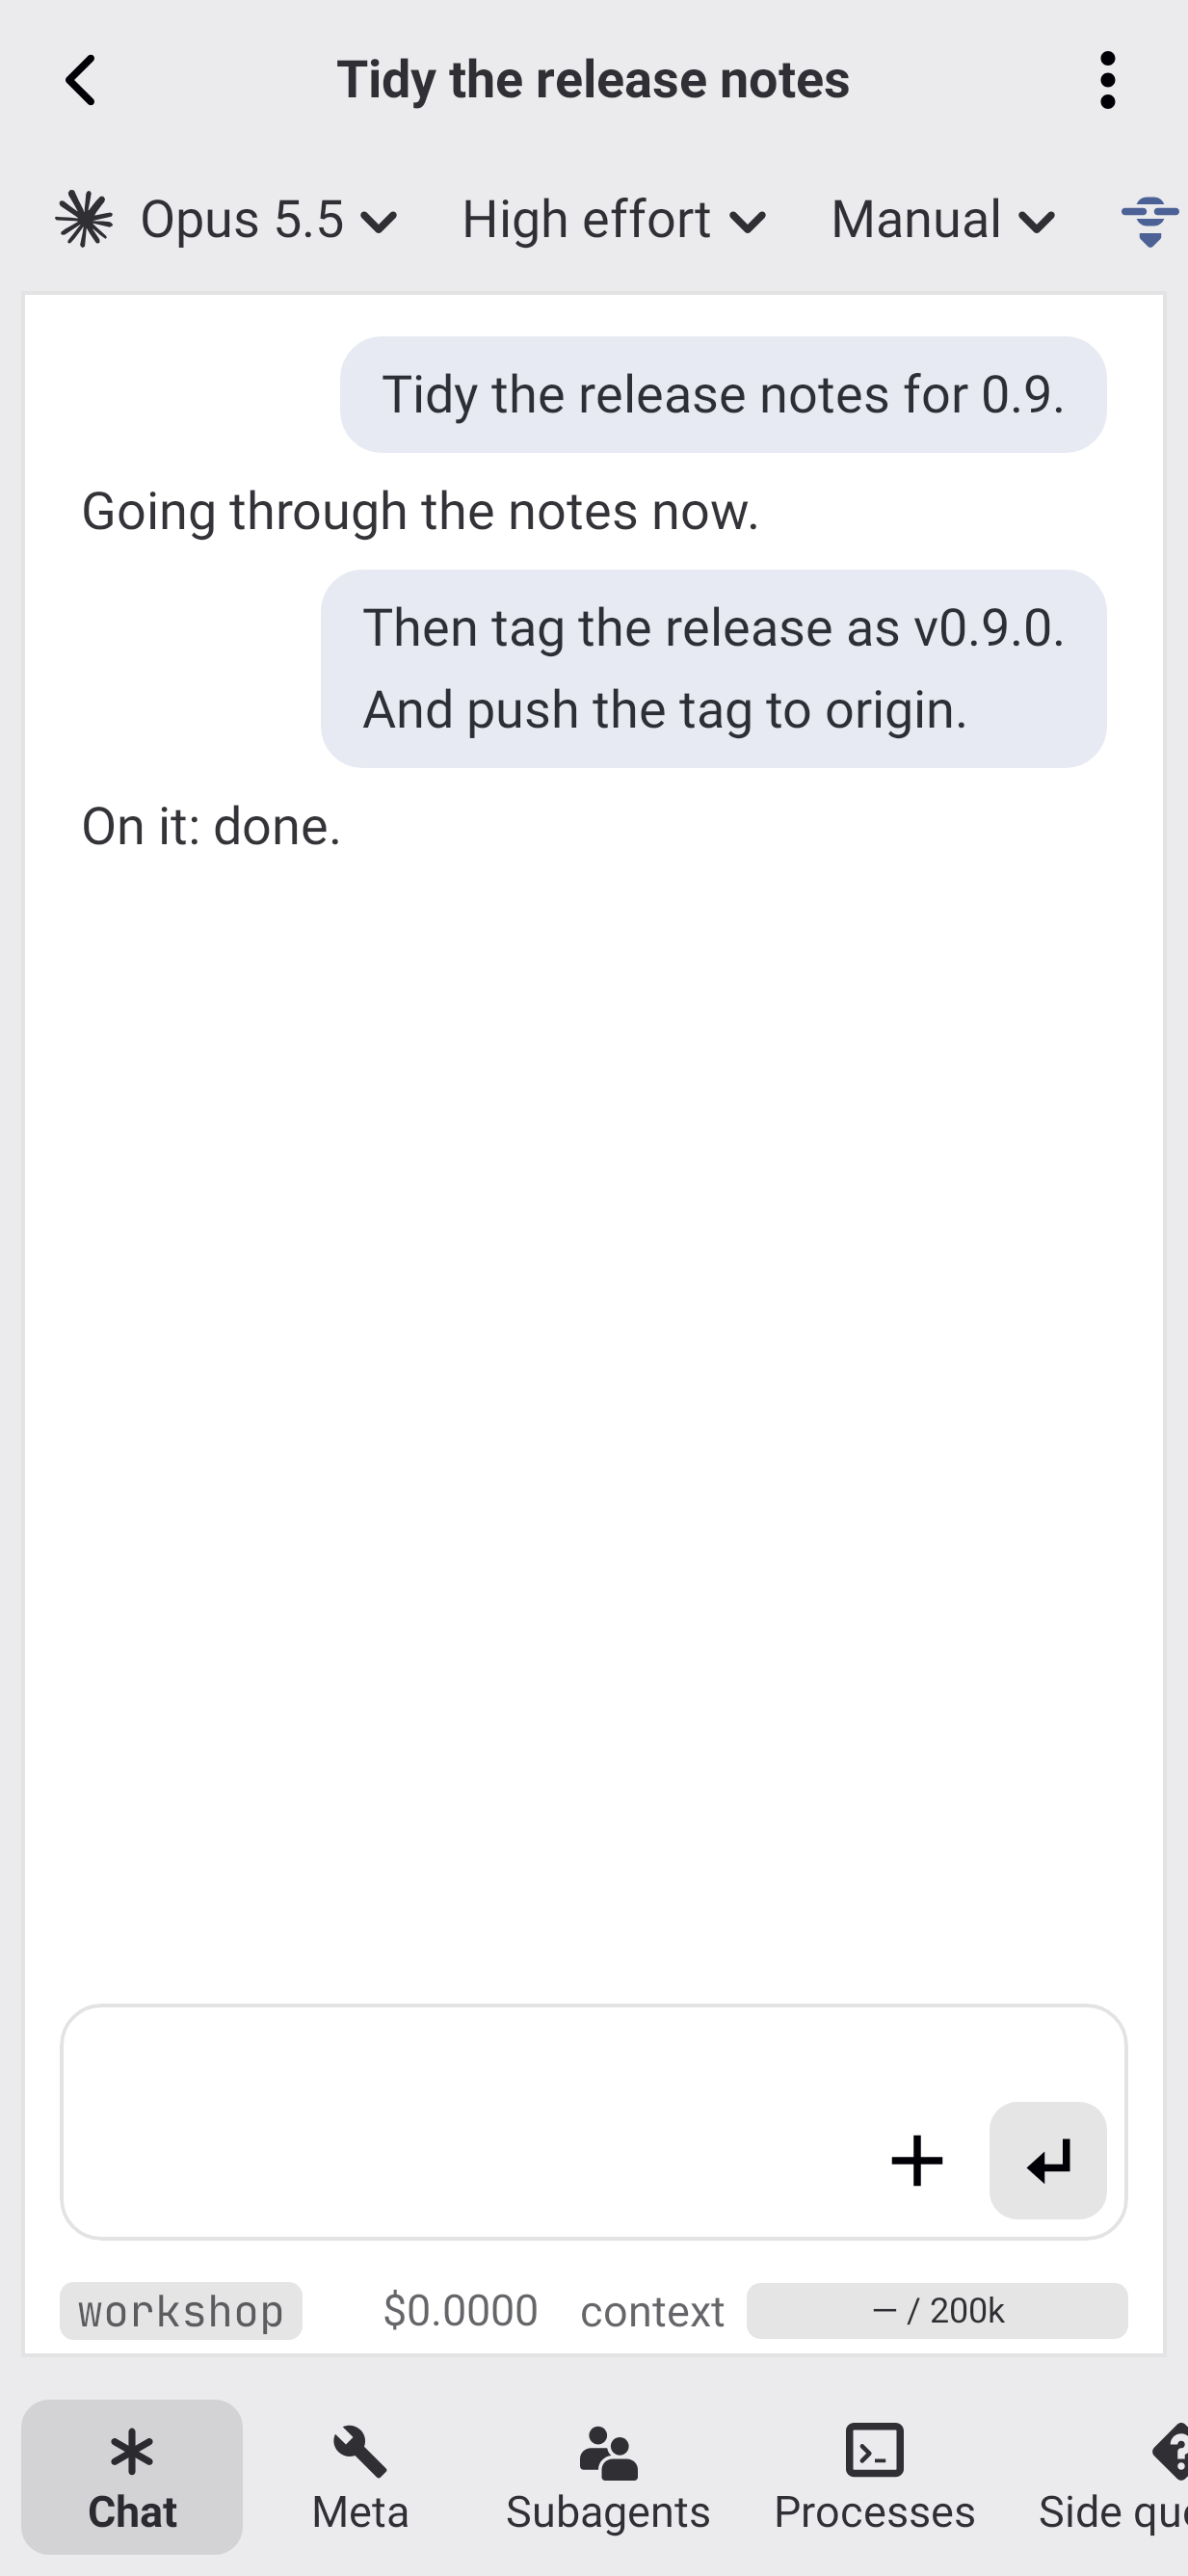 Tidy the release notes
Opus 5.5 High effort Manual
Tidy the release notes for 0.9.
Going through the notes now.
Then tag the release as v0.9.0.
And push the tag to origin.
On it: done.
workshop $0.0000 context — / 200k
Chat Meta Subagents Processes Side